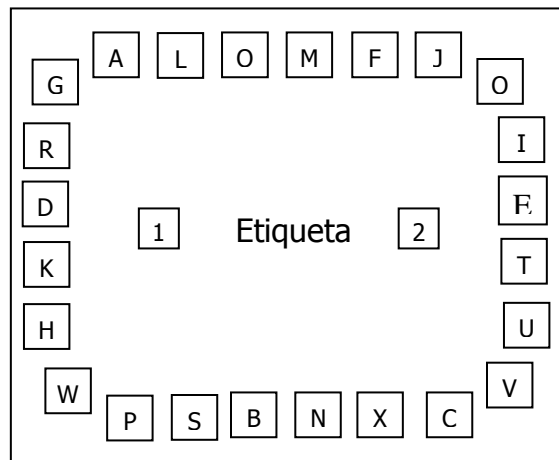 A L O M F J
G O
R I
D E
1 Etiqueta 2
K T
H U
W V
P S B N X C